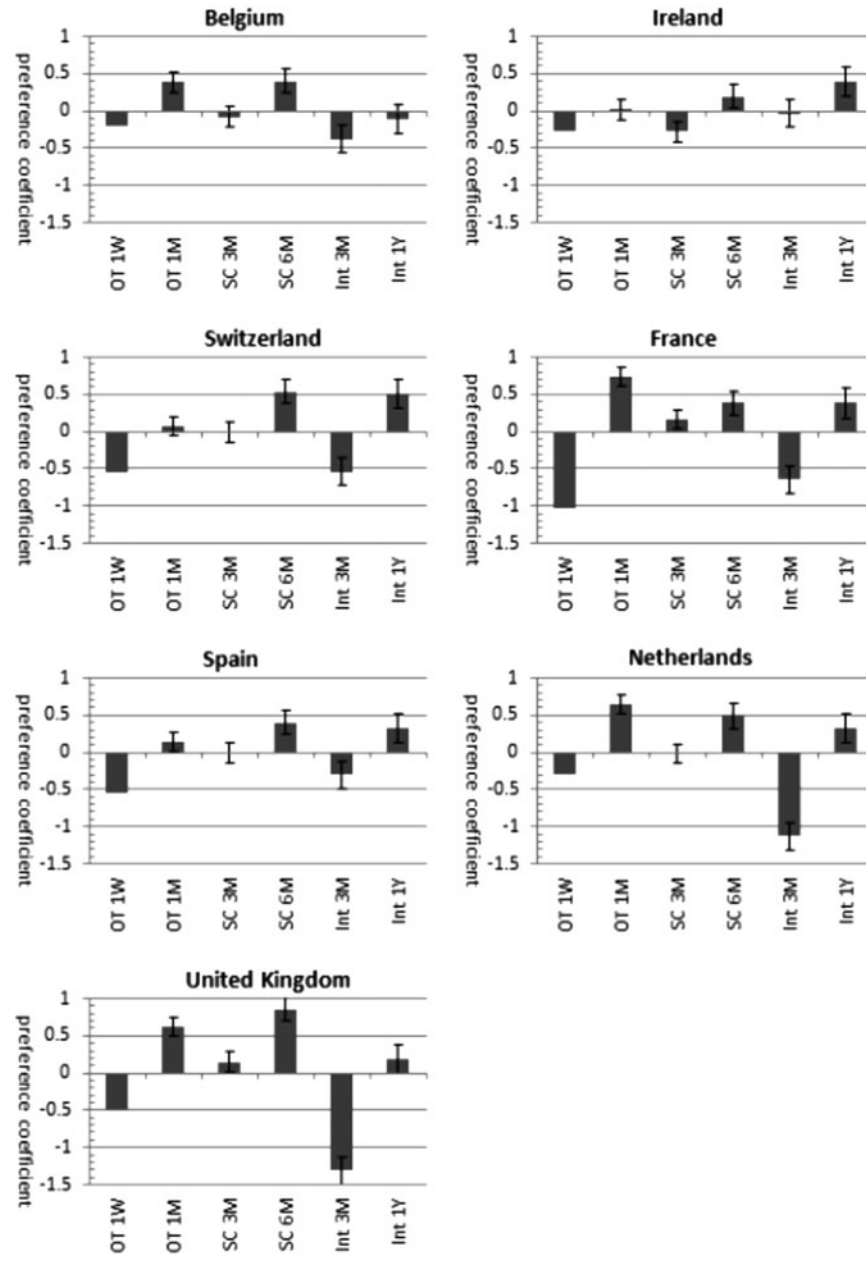 Belgium
preference coefficient
1
0.5
0
-0.5
-1
-1.5
OT 1W
OT 1M
SC 3M
SC 6M
Int 3M
Int 1Y
Ireland
preference coefficient
1
0.5
0
-0.5
-1
-1.5
OT 1W
OT 1M
SC 3M
SC 6M
Int 3M
Int 1Y
Switzerland
preference coefficient
1
0.5
0
-0.5
-1
-1.5
OT 1W
OT 1M
SC 3M
SC 6M
Int 3M
Int 1Y
France
preference coefficient
1
0.5
0
-0.5
-1
-1.5
OT 1W
OT 1M
SC 3M
SC 6M
Int 3M
Int 1Y
Spain
preference coefficient
1
0.5
0
-0.5
-1
-1.5
OT 1W
OT 1M
SC 3M
SC 6M
Int 3M
Int 1Y
Netherlands
preference coefficient
1
0.5
0
-0.5
-1
-1.5
OT 1W
OT 1M
SC 3M
SC 6M
Int 3M
Int 1Y
United Kingdom
preference coefficient
1
0.5
0
-0.5
-1
-1.5
OT 1W
OT 1M
SC 3M
SC 6M
Int 3M
Int 1Y